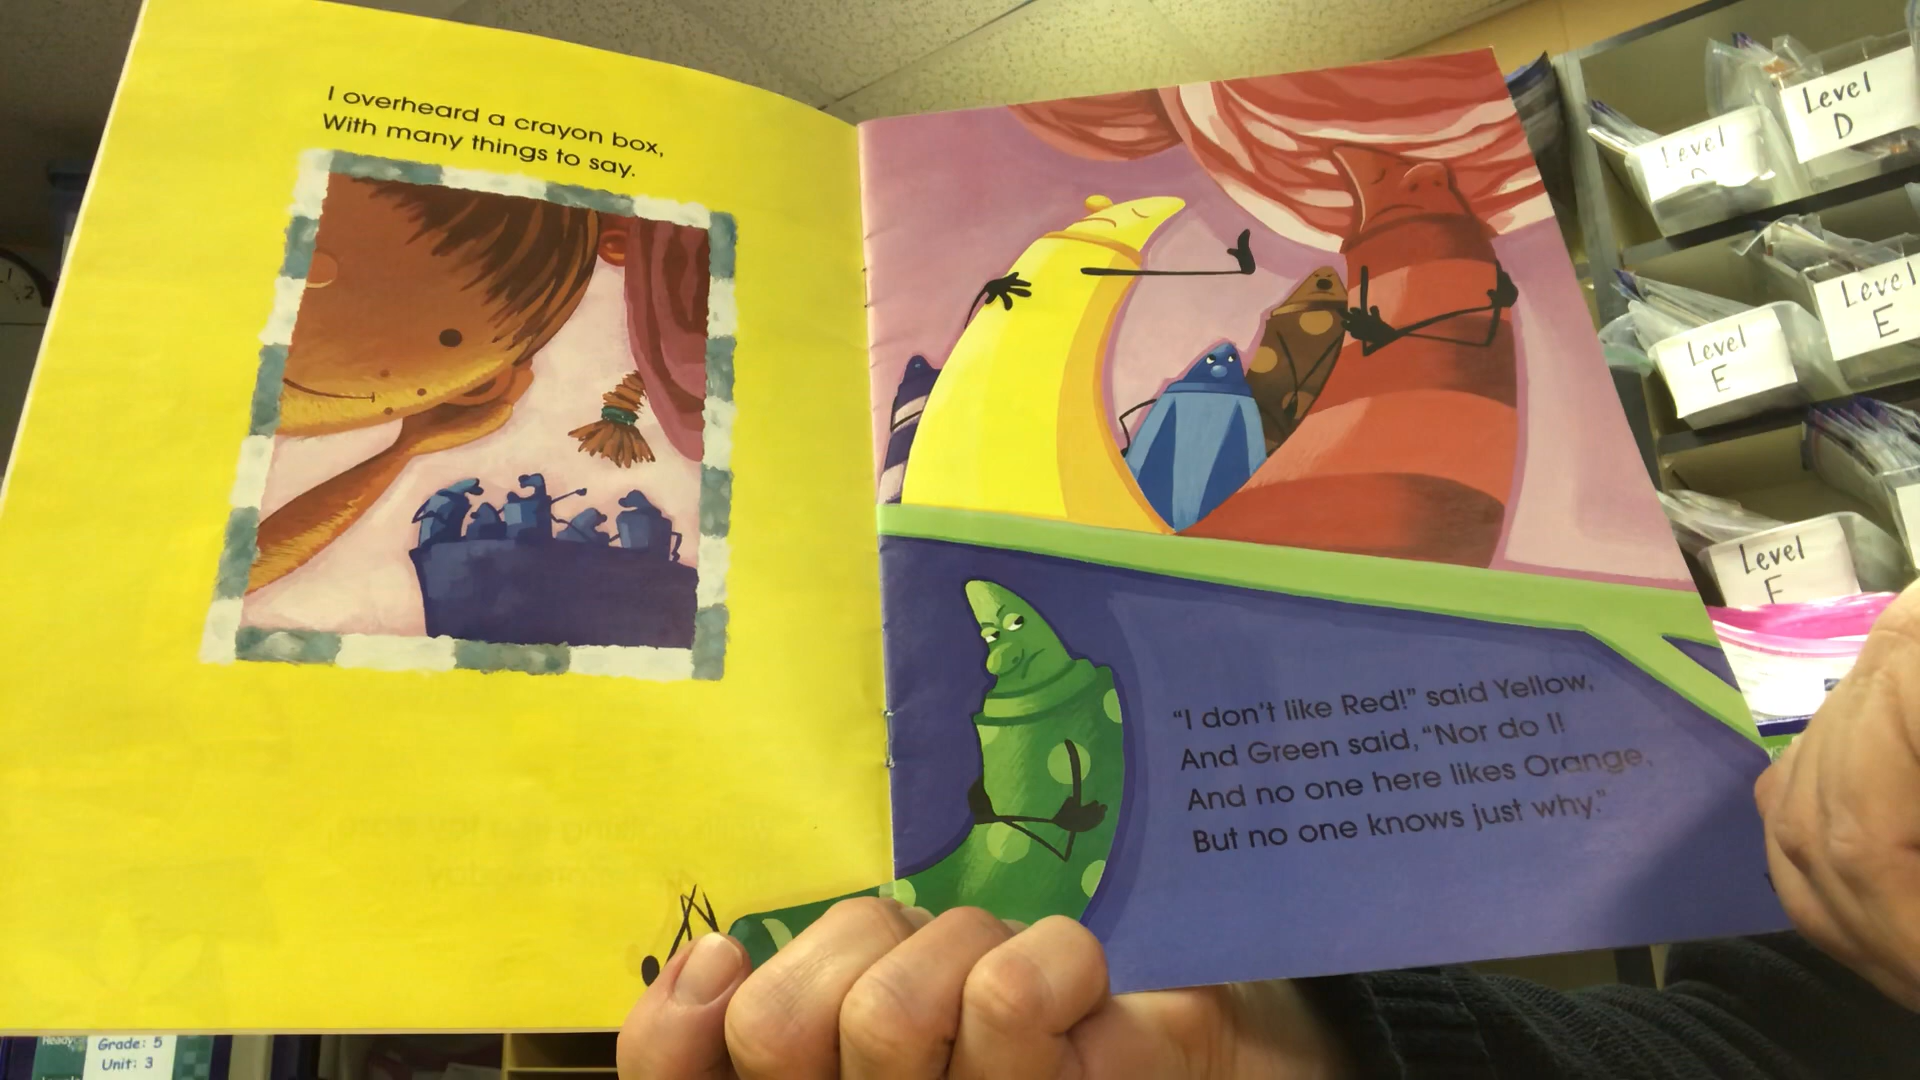 I overheard a crayon box,
With many things to say.
"I don't like Red!" said Yellow,
And Green said, "Nor do I!
And no one here likes Orange,
But no one knows just why."
Level
D
Level
D
Level
E
Level
E
Level
Grade: 5
Unit: 3